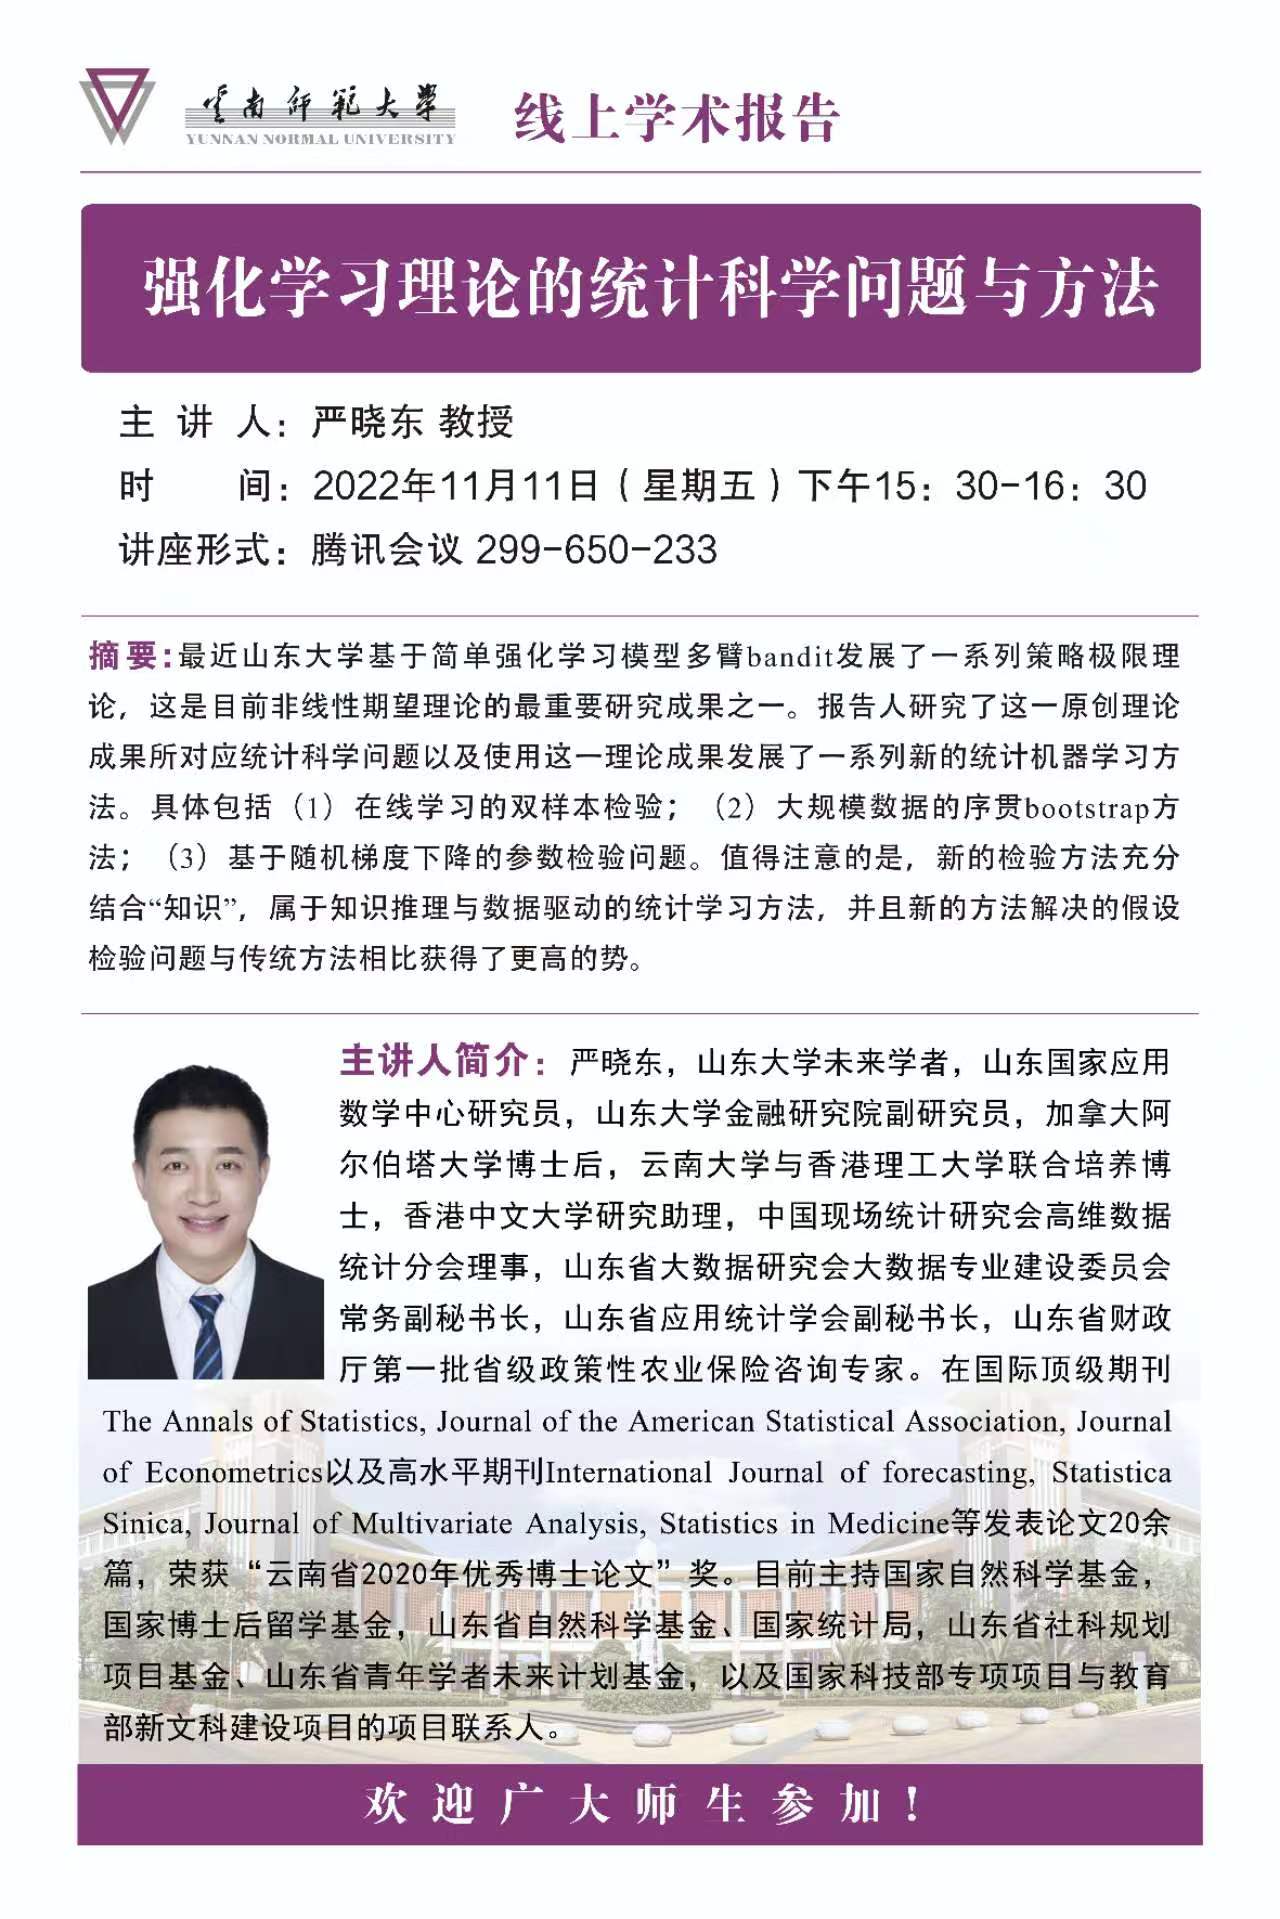 雲南師範大學
YUNNAN NORMAL UNIVERSITY
线上学术报告
强化学习理论的统计科学问题与方法
主 讲 人：严晓东 教授
时 间：2022年11月11日（星期五）下午15：30-16：30
讲座形式：腾讯会议 299-650-233
摘要：最近山东大学基于简单强化学习模型多臂bandit发展了一系列策略极限理
论，这是目前非线性期望理论的最重要研究成果之一。报告人研究了这一原创理论
成果所对应统计科学问题以及使用这一理论成果发展了一系列新的统计机器学习方
法。具体包括（1）在线学习的双样本检验；（2）大规模数据的序贯bootstrap方
法；（3）基于随机梯度下降的参数检验问题。值得注意的是，新的检验方法充分
结合“知识”，属于知识推理与数据驱动的统计学习方法，并且新的方法解决的假设
检验问题与传统方法相比获得了更高的势。
主讲人简介：严晓东，山东大学未来学者，山东国家应用
数学中心研究员，山东大学金融研究院副研究员，加拿大阿
尔伯塔大学博士后，云南大学与香港理工大学联合培养博
士，香港中文大学研究助理，中国现场统计研究会高维数据
统计分会理事，山东省大数据研究会大数据专业建设委员会
常务副秘书长，山东省应用统计学会副秘书长，山东省财政
厅第一批省级政策性农业保险咨询专家。在国际顶级期刊
The Annals of Statistics, Journal of the American Statistical Association, Journal
of Econometrics以及高水平期刊International Journal of forecasting, Statistica
Sinica, Journal of Multivariate Analysis, Statistics in Medicine等发表论文20余
篇，荣获“云南省2020年优秀博士论文”奖。目前主持国家自然科学基金，
国家博士后留学基金，山东省自然科学基金、国家统计局，山东省社科规划
项目基金、山东省青年学者未来计划基金，以及国家科技部专项项目与教育
部新文科建设项目的项目联系人。
欢迎广大师生参加！